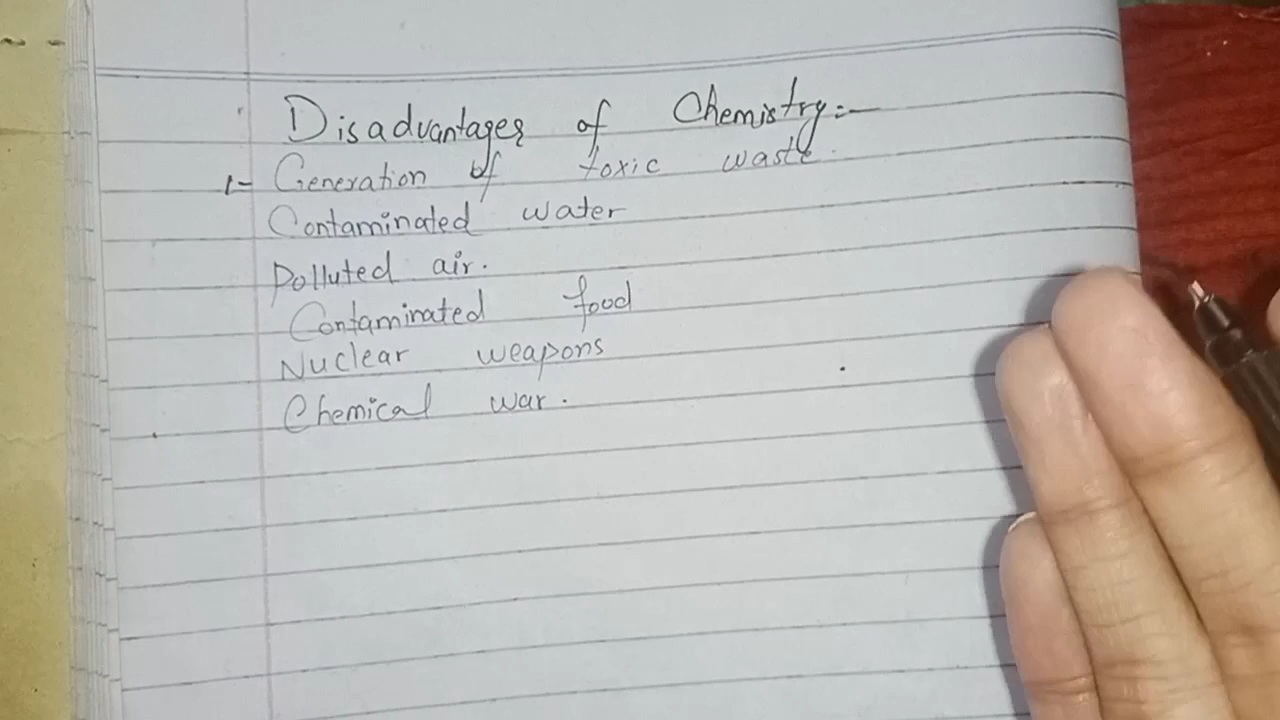 Disadvantages of Chemistry:-
1- Generation of toxic waste.
Contaminated water
Polluted air.
Contaminated food
Nuclear weapons
Chemical war.